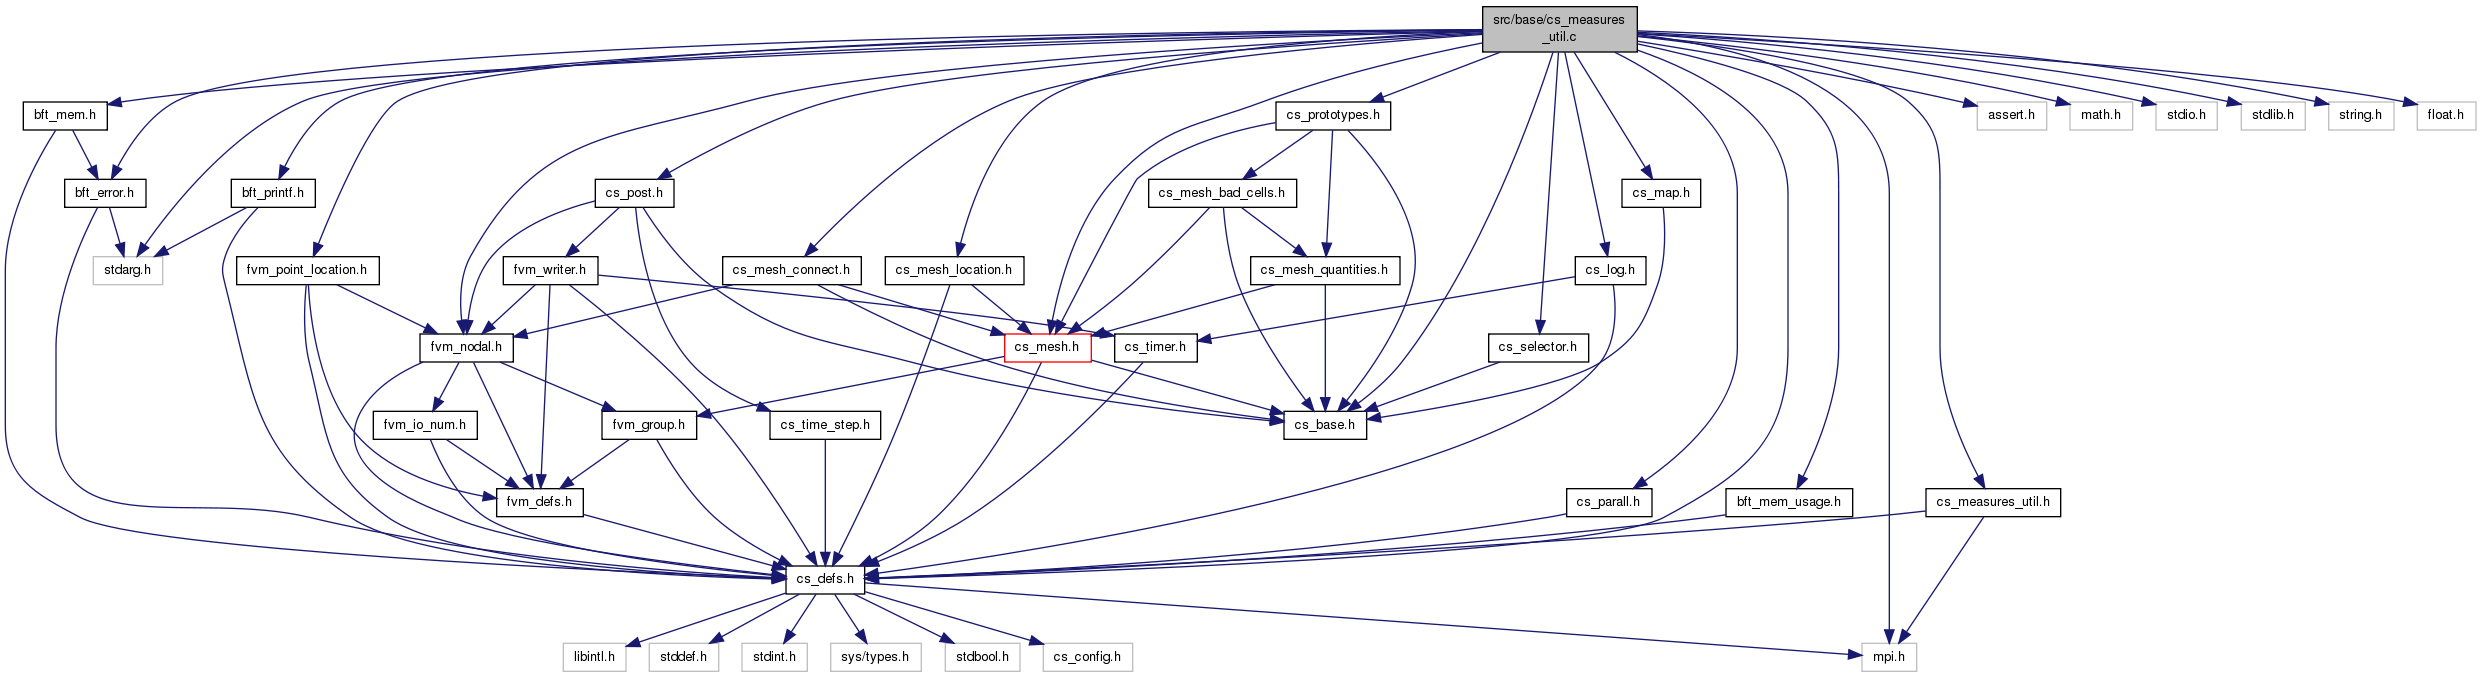 src/base/cs_measures
_util.c
bft_mem.h
cs_prototypes.h
assert.h
math.h
stdio.h
stdlib.h
string.h
float.h
bft_error.h
bft_printf.h
cs_post.h
cs_mesh_bad_cells.h
cs_map.h
stdarg.h
fvm_point_location.h
fvm_writer.h
cs_mesh_connect.h
cs_mesh_location.h
cs_mesh_quantities.h
cs_log.h
fvm_nodal.h
cs_mesh.h
cs_timer.h
cs_selector.h
fvm_io_num.h
fvm_group.h
cs_time_step.h
cs_base.h
fvm_defs.h
cs_parall.h
bft_mem_usage.h
cs_measures_util.h
cs_defs.h
libintl.h
stddef.h
stdint.h
sys/types.h
stdbool.h
cs_config.h
mpi.h